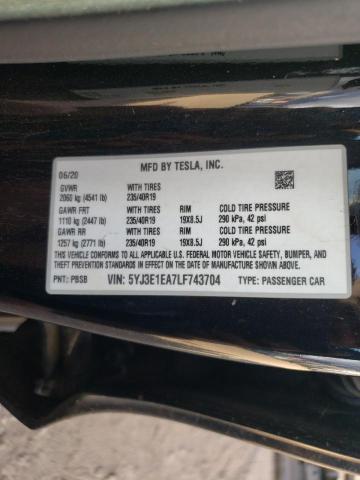 06/20 MFD BY TESLA, INC.
GVWR WITH TIRES
2060 kg (4541 lb) 235/40R19
GAWR FRT WITH TIRES RIM COLD TIRE PRESSURE
1110 kg (2447 lb) 235/40R19 19X8.5J 290 kPa, 42 psi
GAWR RR WITH TIRES RIM COLD TIRE PRESSURE
1257 kg (2771 lb) 235/40R19 19X8.5J 290 kPa, 42 psi
THIS VEHICLE CONFORMS TO ALL APPLICABLE U.S. FEDERAL MOTOR VEHICLE SAFETY, BUMPER, AND
THEFT PREVENTION STANDARDS IN EFFECT ON THE DATE OF MANUFACTURE SHOWN ABOVE.
PNT: PBSB VIN: 5YJ3E1EA7LF743704 TYPE: PASSENGER CAR